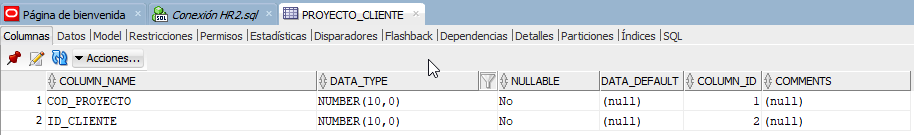 Página de bienvenida Conexión HR2.sql PROYECTO_CLIENTE
Columnas Datos Model Restricciones Permisos Estadísticas Disparadores Flashback Dependencias Detalles Particiones Índices SQL
Acciones...
COLUMN_NAME DATA_TYPE NULLABLE DATA_DEFAULT COLUMN_ID COMMENTS
1 COD_PROYECTO NUMBER(10,0) No (null) 1 (null)
2 ID_CLIENTE NUMBER(10,0) No (null) 2 (null)